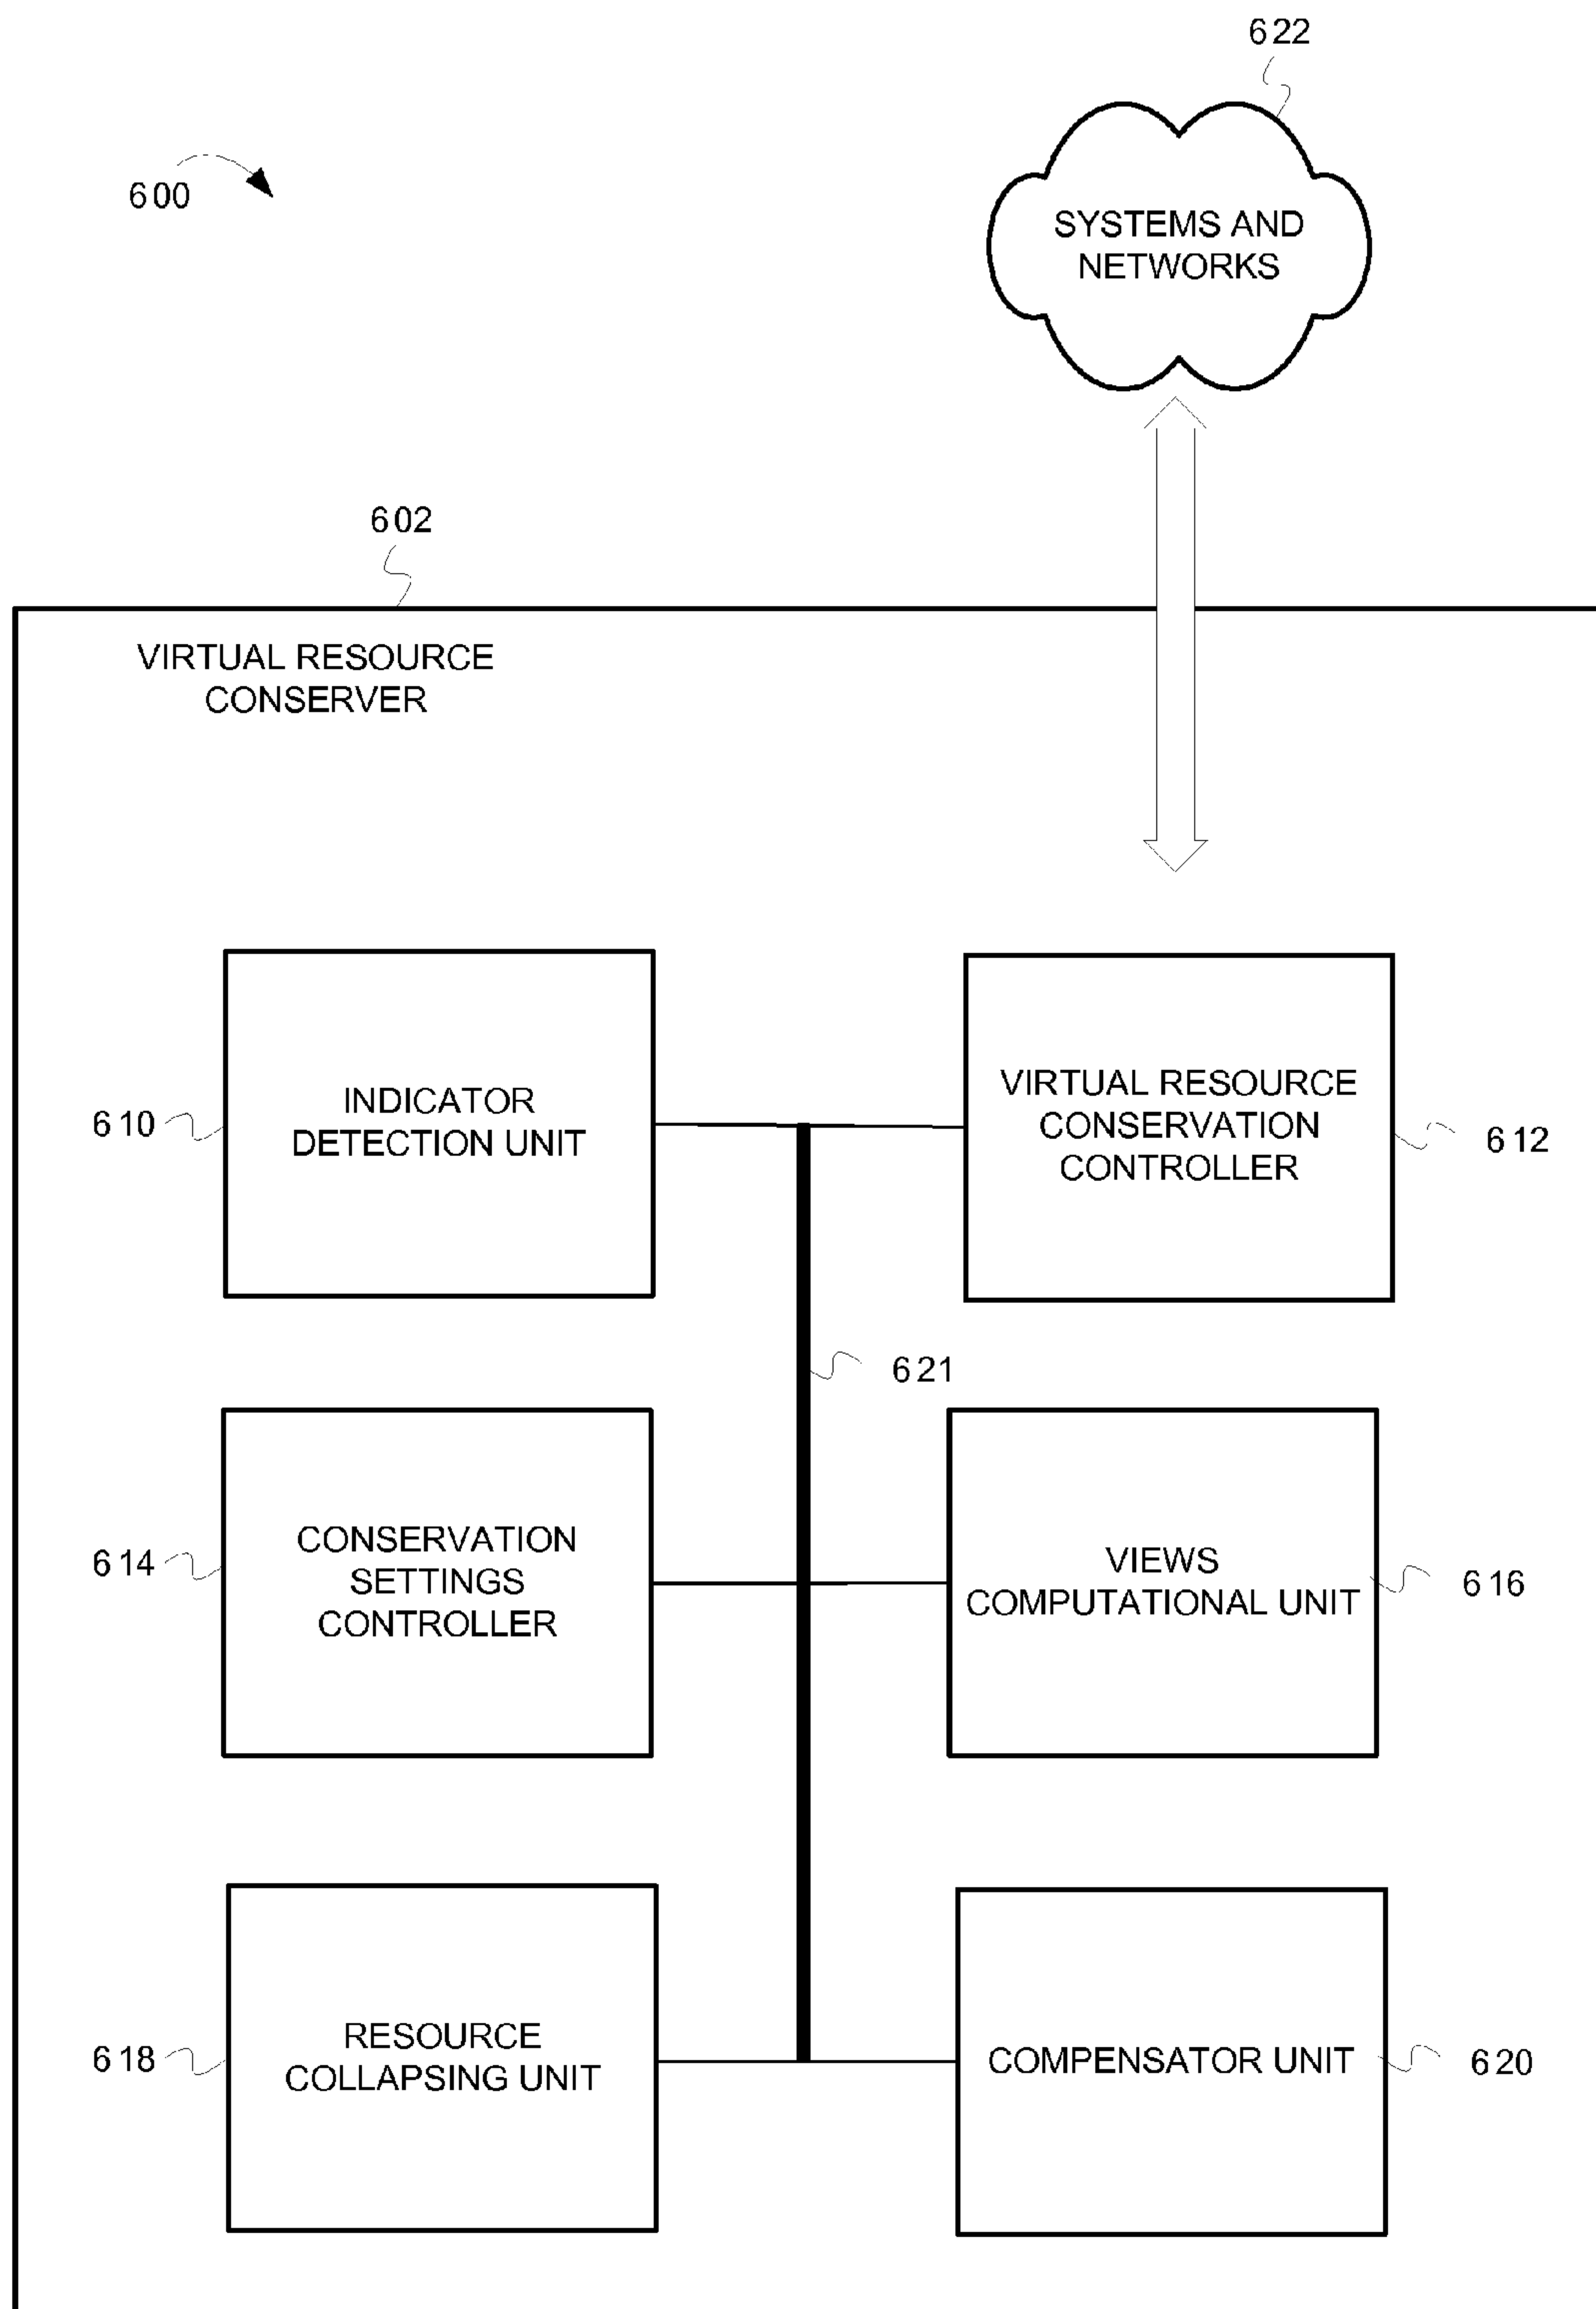 622
600
SYSTEMS AND
NETWORKS
602
VIRTUAL RESOURCE
CONSERVER
INDICATOR
DETECTION UNIT
610
VIRTUAL RESOURCE
CONSERVATION
CONTROLLER
612
621
CONSERVATION
SETTINGS
CONTROLLER
614
VIEWS
COMPUTATIONAL UNIT
616
RESOURCE
COLLAPSING UNIT
618
COMPENSATOR UNIT
620